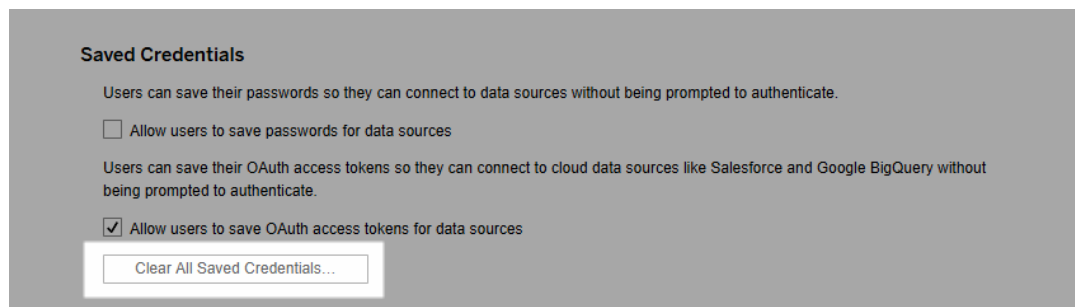 Saved Credentials
Users can save their passwords so they can connect to data sources without being prompted to authenticate.
Allow users to save passwords for data sources
Users can save their OAuth access tokens so they can connect to cloud data sources like Salesforce and Google BigQuery without
being prompted to authenticate.
Allow users to save OAuth access tokens for data sources
Clear All Saved Credentials...